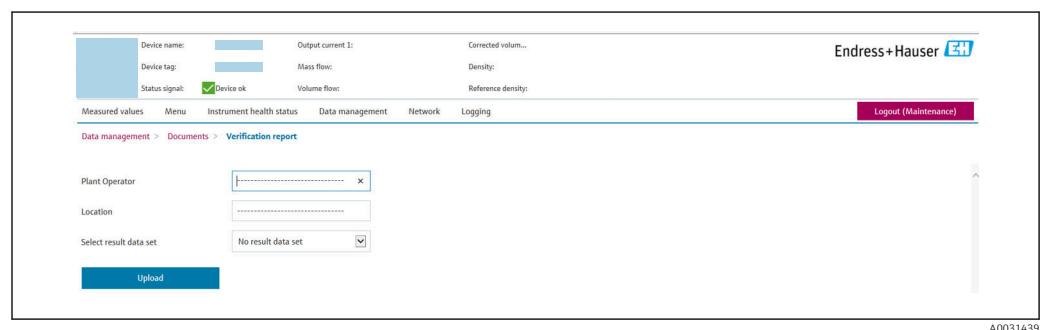 Device name: Output current 1: Corrected volum...
Endress+Hauser EH
Device tag: Mass flow: Density:
Status signal: Device ok Volume flow: Reference density:
Measured values Menu Instrument health status Data management Network Logging Logout (Maintenance)
Data management > Documents > Verification report
Plant Operator -------------------------------- ×
Location --------------------------------
Select result data set No result data set
Upload
A0031439